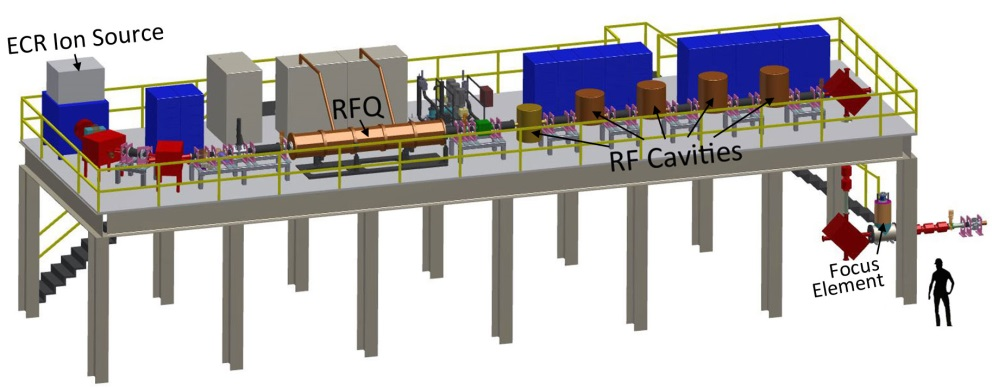 ECR Ion Source
RFQ
RF Cavities
Focus
Element